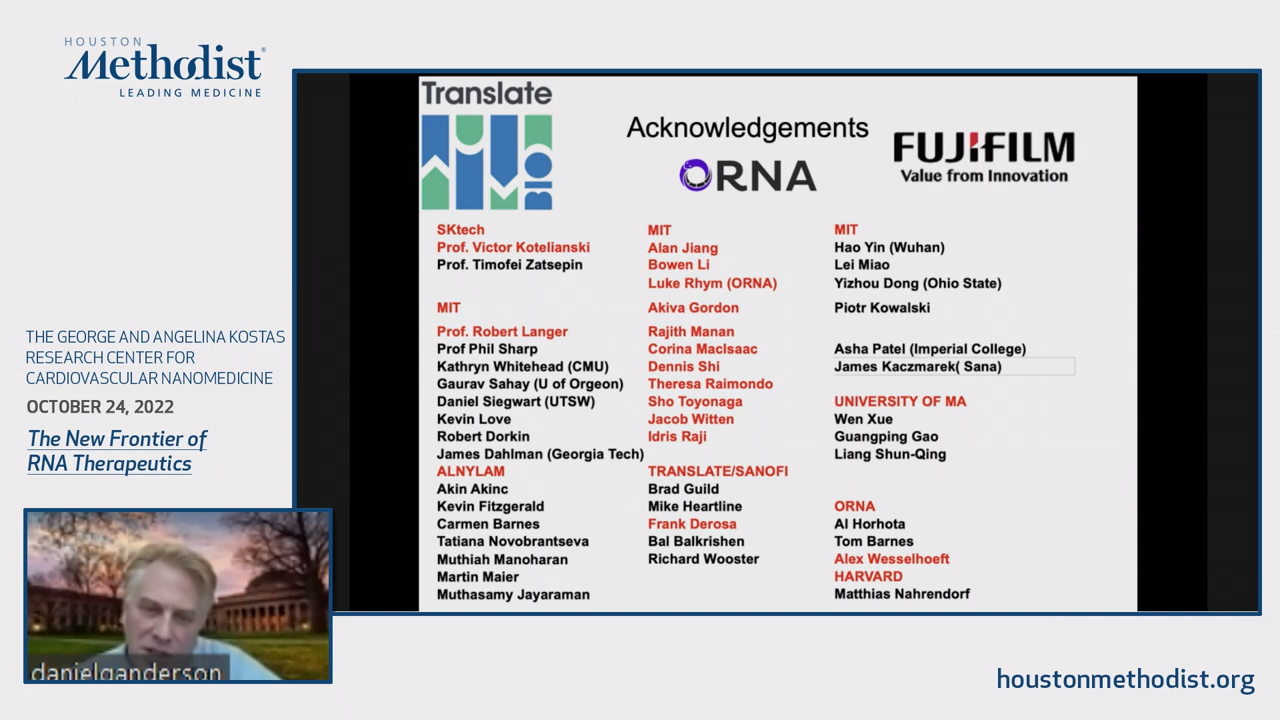 HOUSTON
Methodist®
LEADING MEDICINE
THE GEORGE AND ANGELINA KOSTAS
RESEARCH CENTER FOR
CARDIOVASCULAR NANOMEDICINE
OCTOBER 24, 2022
The New Frontier of
RNA Therapeutics
danielganderson
Translate
BIO
Acknowledgements
ORNA
FUJIFILM
Value from Innovation
SKtech
Prof. Victor Kotelianski
Prof. Timofei Zatsepin
MIT
Prof. Robert Langer
Prof Phil Sharp
Kathryn Whitehead (CMU)
Gaurav Sahay (U of Orgeon)
Daniel Siegwart (UTSW)
Kevin Love
Robert Dorkin
James Dahlman (Georgia Tech)
ALNYLAM
Akin Akinc
Kevin Fitzgerald
Carmen Barnes
Tatiana Novobrantseva
Muthiah Manoharan
Martin Maier
Muthasamy Jayaraman
MIT
Alan Jiang
Bowen Li
Luke Rhym (ORNA)
Akiva Gordon
Rajith Manan
Corina MacIsaac
Dennis Shi
Theresa Raimondo
Sho Toyonaga
Jacob Witten
Idris Raji
TRANSLATE/SANOFI
Brad Guild
Mike Heartline
Frank Derosa
Bal Balkrishen
Richard Wooster
MIT
Hao Yin (Wuhan)
Lei Miao
Yizhou Dong (Ohio State)
Piotr Kowalski
Asha Patel (Imperial College)
James Kaczmarek( Sana)
UNIVERSITY OF MA
Wen Xue
Guangping Gao
Liang Shun-Qing
ORNA
Al Horhota
Tom Barnes
Alex Wesselhoeft
HARVARD
Matthias Nahrendorf
houstonmethodist.org